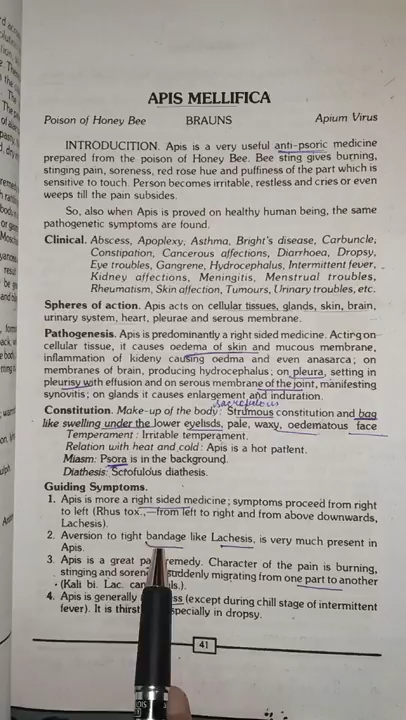 APIS MELLIFICA
Poison of Honey Bee BRAUNS Apium Virus
INTRODUCITION. Apis is a very useful anti-psoric medicine
prepared from the poison of Honey Bee. Bee sting gives burning,
stinging pain, soreness, red rose hue and puffiness of the part which is
sensitive to touch. Person becomes irritable, restless and cries or even
weeps till the pain subsides.
So, also when Apis is proved on healthy human being, the same
pathogenetic symptoms are found.
Clinical. Abscess, Apoplexy, Asthma, Bright's disease, Carbuncle,
Constipation, Cancerous affections, Diarrhoea, Dropsy,
Eye troubles, Gangrene, Hydrocephalus, Intermittent fever,
Kidney affections, Meningitis, Menstrual troubles,
Rheumatism, Skin affection, Tumours, Urinary troubles, etc.
Spheres of action. Apis acts on cellular tissues, glands, skin, brain,
urinary system, heart, pleurae and serous membrane.
Pathogenesis. Apis is predominantly a right sided medicine. Acting on
cellular tissue, it causes oedema of skin and mucous membrane,
inflammation of kideny causing oedma and even anasarca; on
membranes of brain, producing hydrocephalus; on pleura, setting in
pleurisy with effusion and on serous membrane of the joint, manifesting
synovitis; on glands it causes enlargement and induration.
Constitution. Make-up of the body: Strumous constitution and bag
like swelling under the lower eyelids, pale, waxy, oedematous face
Temperament : Irritable temperament.
Relation with heat and cold : Apis is a hot patient.
Miasm: Psora is in the background.
Diathesis: Sctofulous diathesis.
Guiding Symptoms.
1. Apis is more a right sided medicine; symptoms proceed from right
to left (Rhus tox., —from left to right and from above downwards,
Lachesis).
2. Aversion to tight bandage like Lachesis, is very much present in
Apis.
3. Apis is a great remedy. Character of the pain is burning,
stinging and suddenly migrating from one part to another
(Kali bi. Lac.
4. Apis is generally (except during chill stage of intermittent
fever). It is especially in dropsy.
41